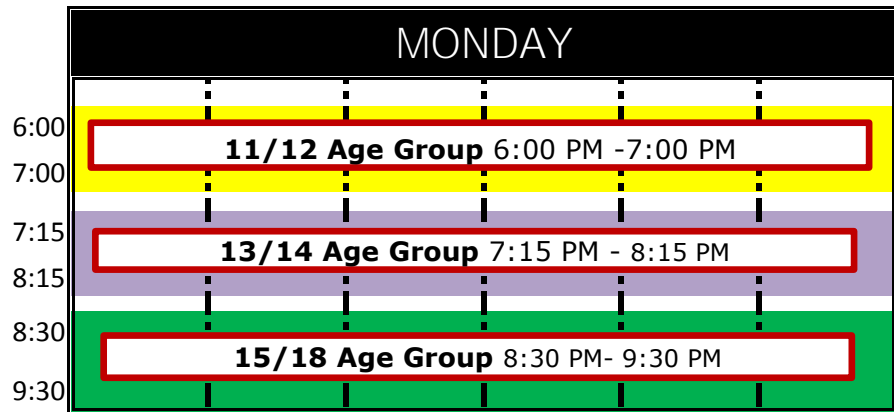 MONDAY
6:00
11/12 Age Group 6:00 PM -7:00 PM
7:00
7:15
13/14 Age Group 7:15 PM - 8:15 PM
8:15
8:30
15/18 Age Group 8:30 PM- 9:30 PM
9:30